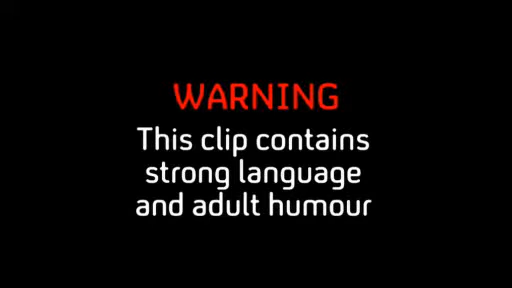 WARNING
This clip contains
strong language
and adult humour